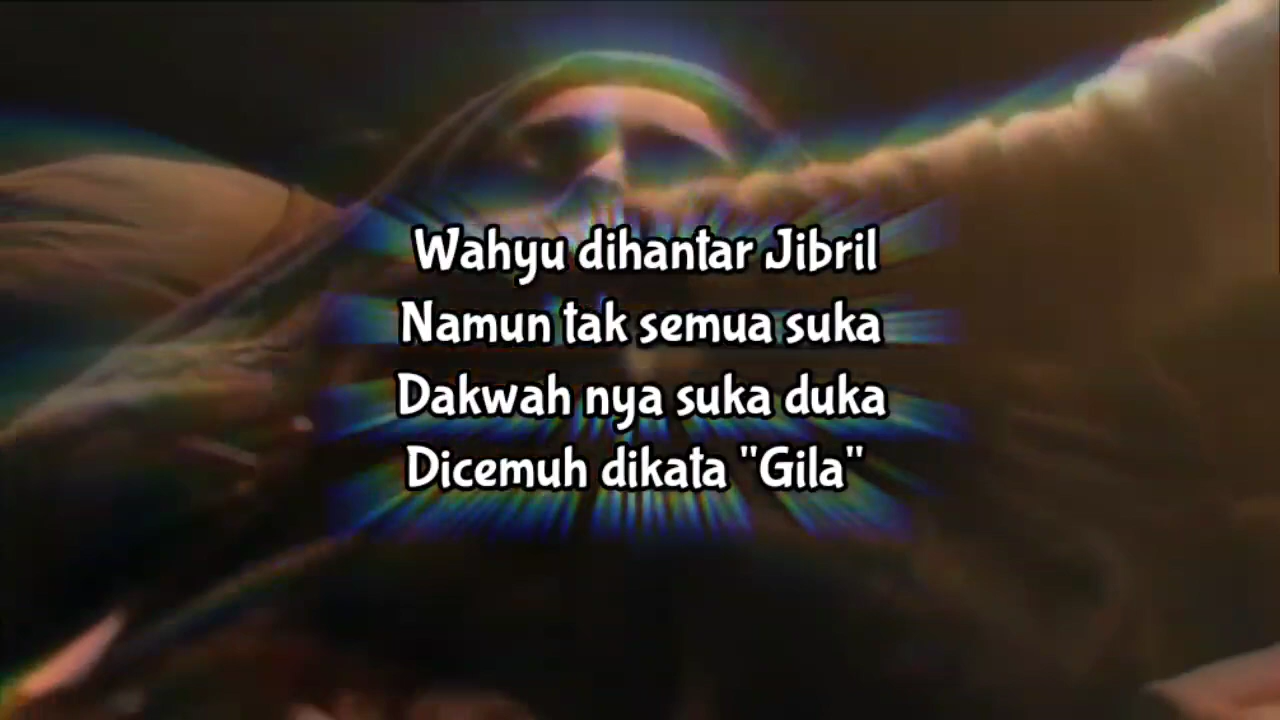 Wahyu dihantar Jibril
Namun tak semua suka
Dakwah nya suka duka
Dicemuh dikata "Gila"